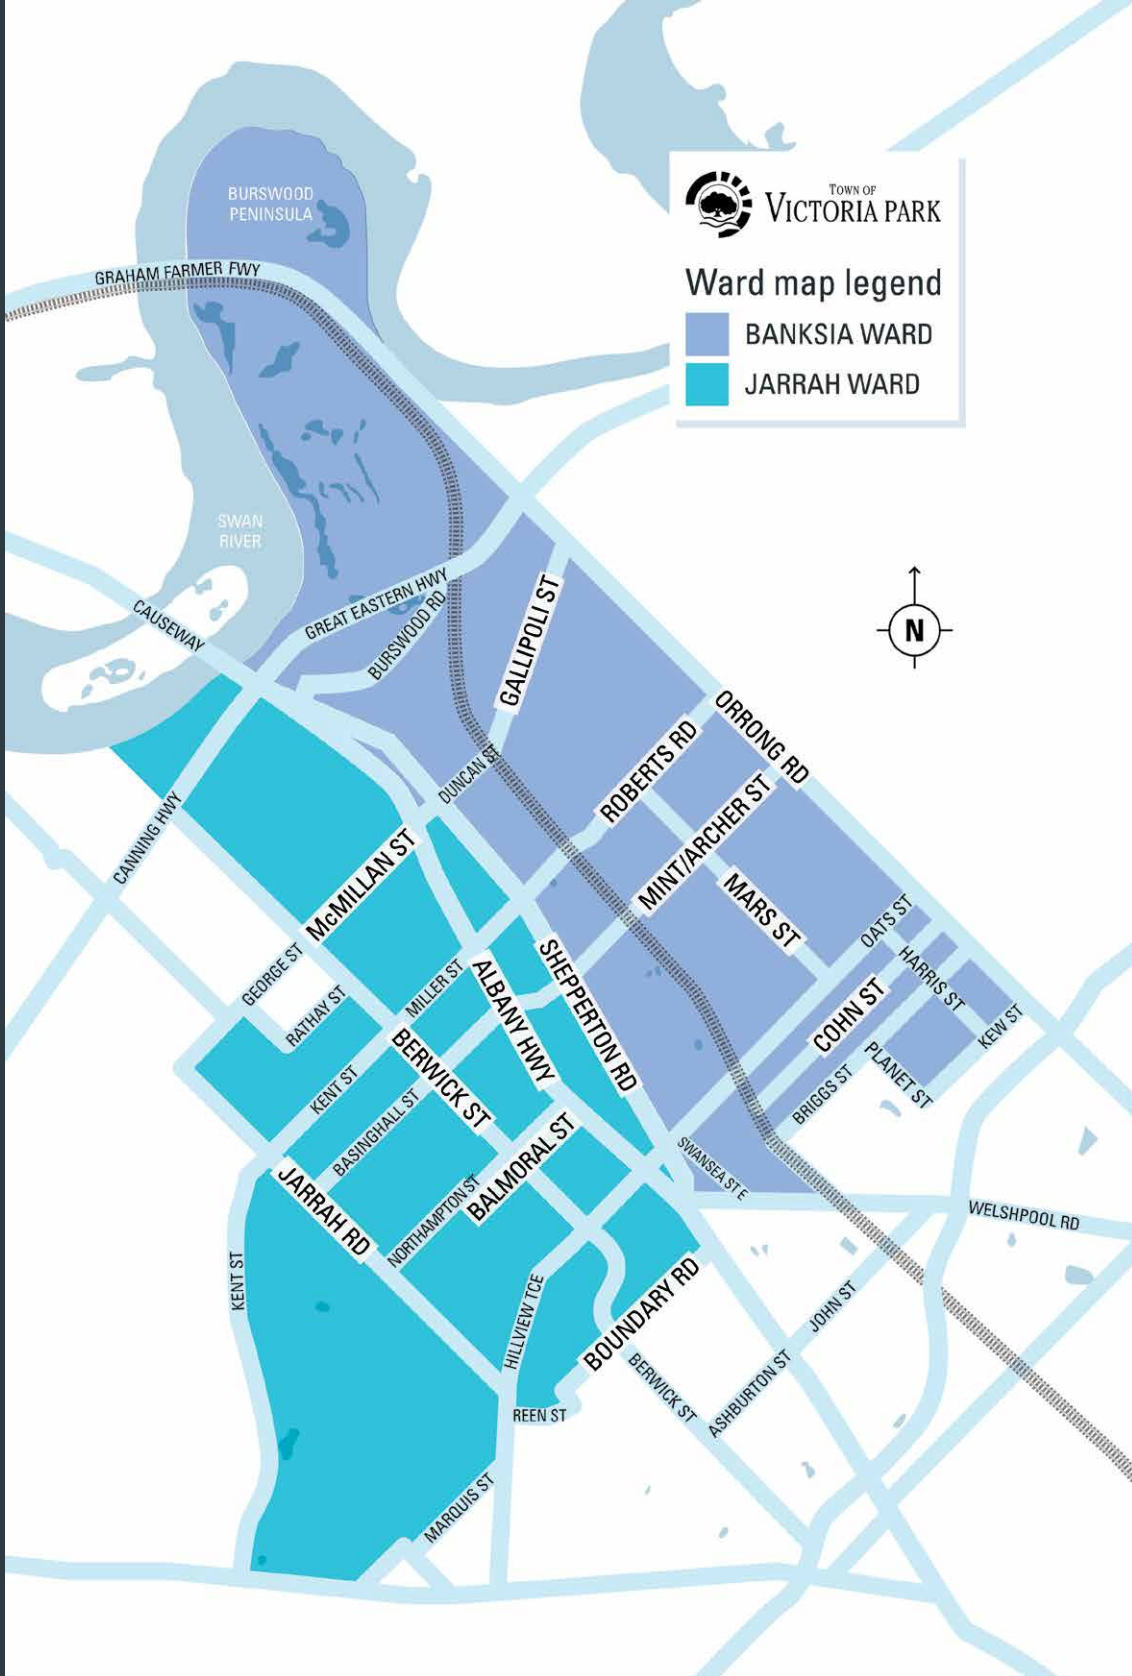 BURSWOOD
PENINSULA
TOWN OF
VICTORIA PARK
Ward map legend
BANKSIA WARD
JARRAH WARD
GRAHAM FARMER FWY
SWAN
RIVER
CAUSEWAY
GREAT EASTERN HWY
BURSWOOD RD
GALLIPOLI ST
N
ORRONG RD
ROBERTS RD
DUNCAN ST
MINT/ARCHER ST
CANNING HWY
McMILLAN ST
MARS ST
OATS ST
GEORGE ST
MILLER ST
ALBANY HWY
SHEPPERTON RD
HARRIS ST
RATHAY ST
COHN ST
KEW ST
BERWICK ST
KENT ST
PLANET ST
BRIGGS ST
BASINGHALL ST
BALMORAL ST
SWANSEA ST E
JARRAH RD
NORTHAMPTON ST
WELSHPOOL RD
KENT ST
HILLVIEW TCE
BOUNDARY RD
JOHN ST
BERWICK ST
ASHBURTON ST
REEN ST
MARQUIS ST